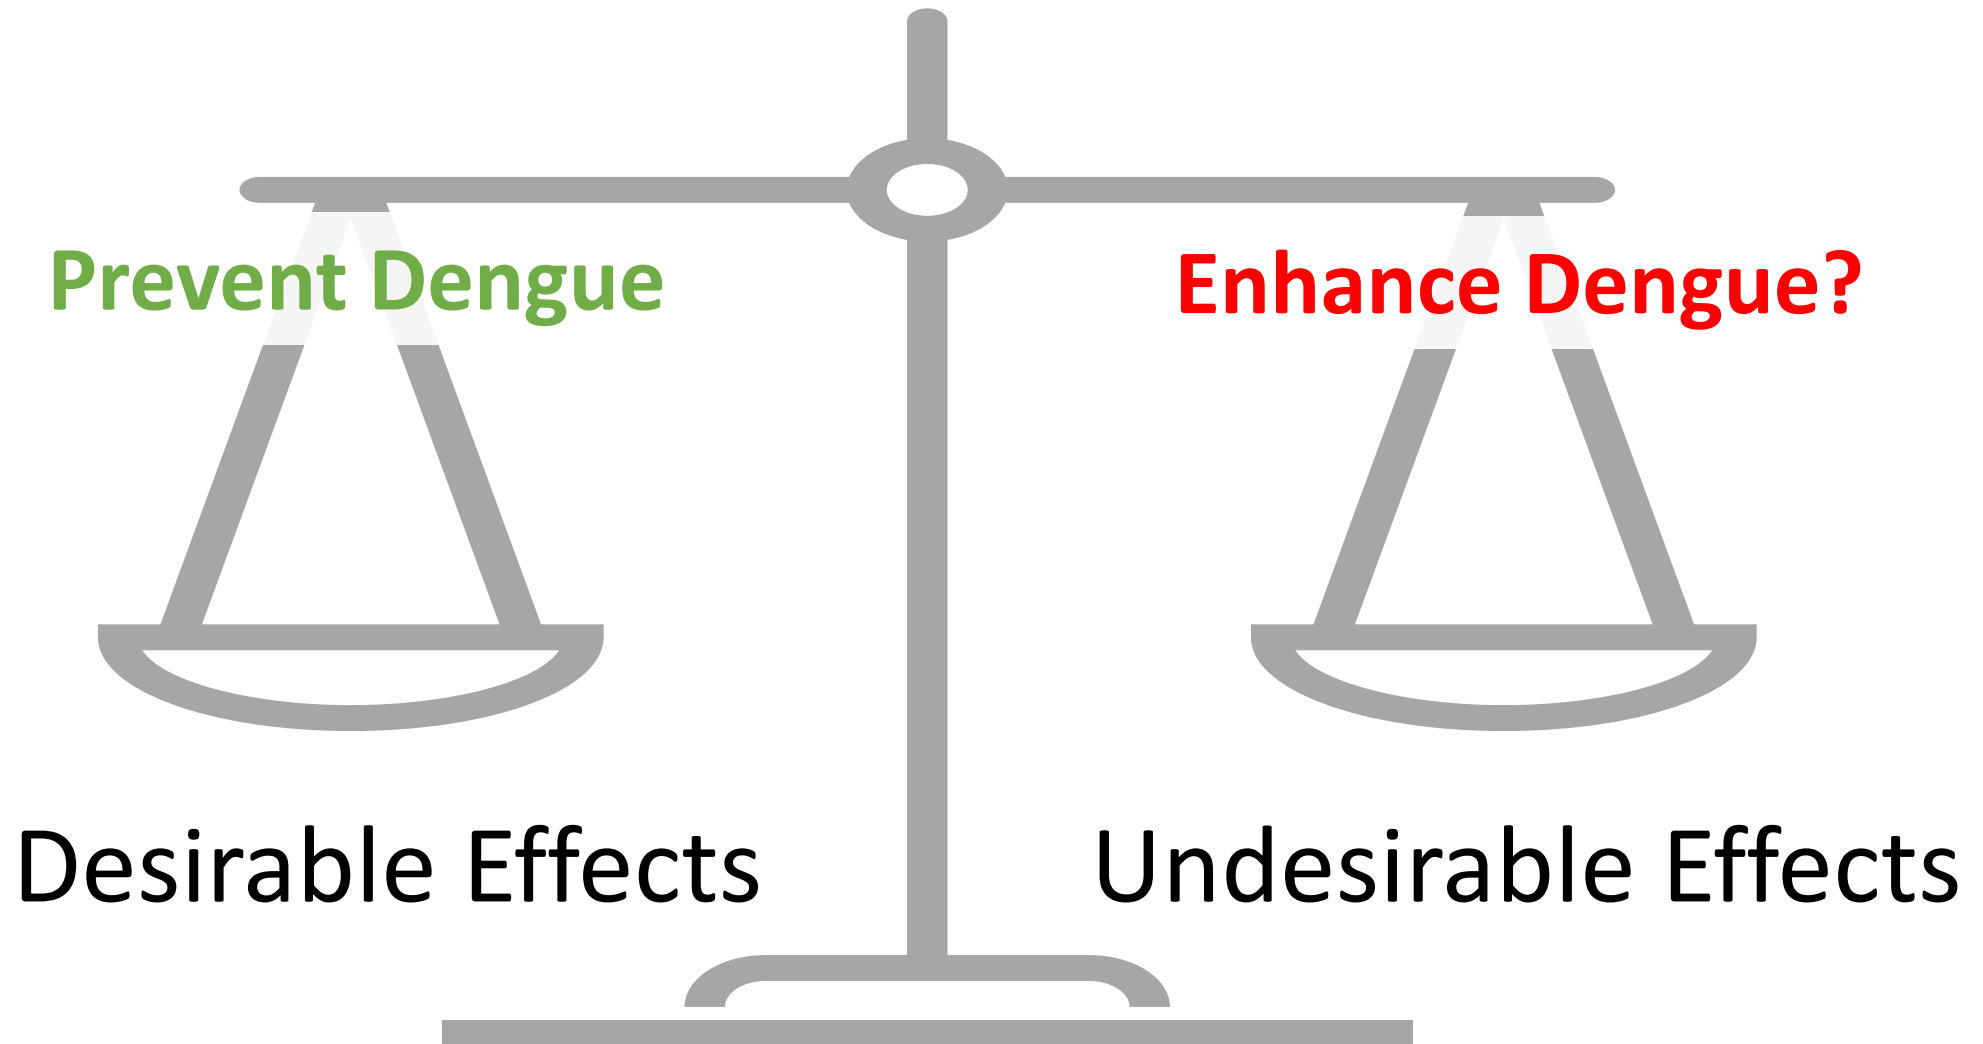 Prevent Dengue
Enhance Dengue?
Desirable Effects
Undesirable Effects